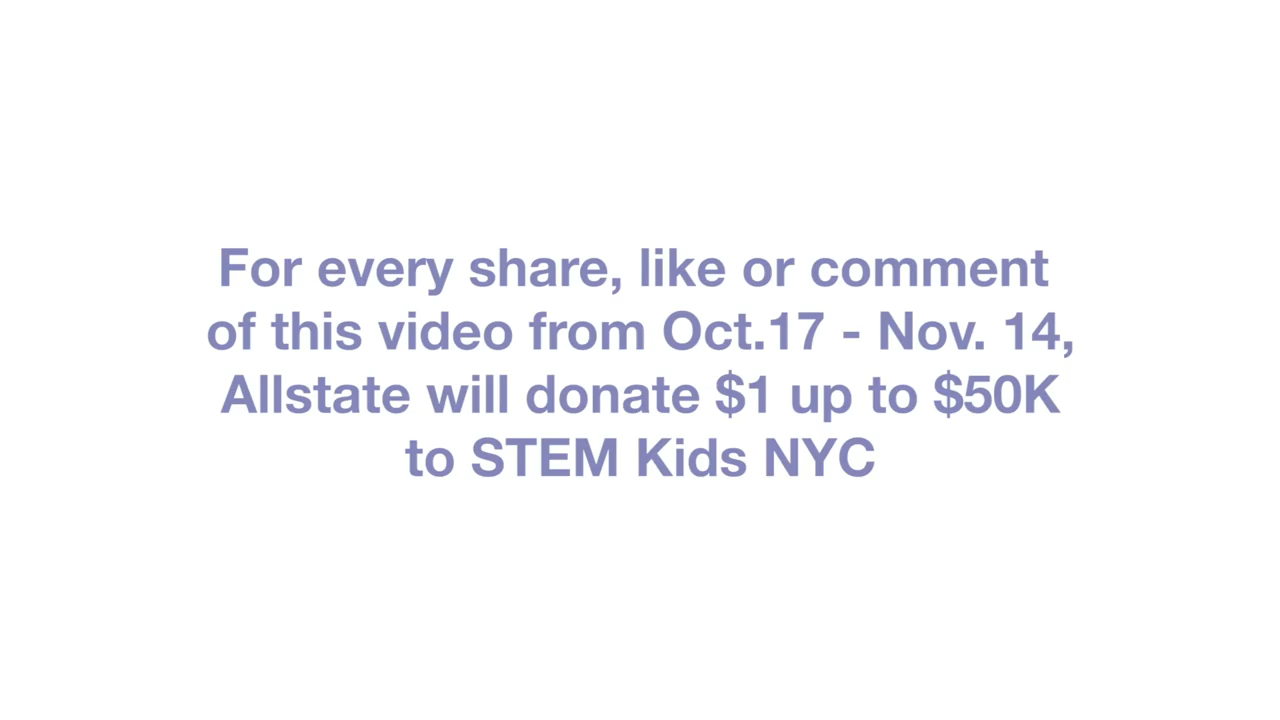 For every share, like or comment
of this video from Oct.17 - Nov. 14,
Allstate will donate $1 up to $50K
to STEM Kids NYC